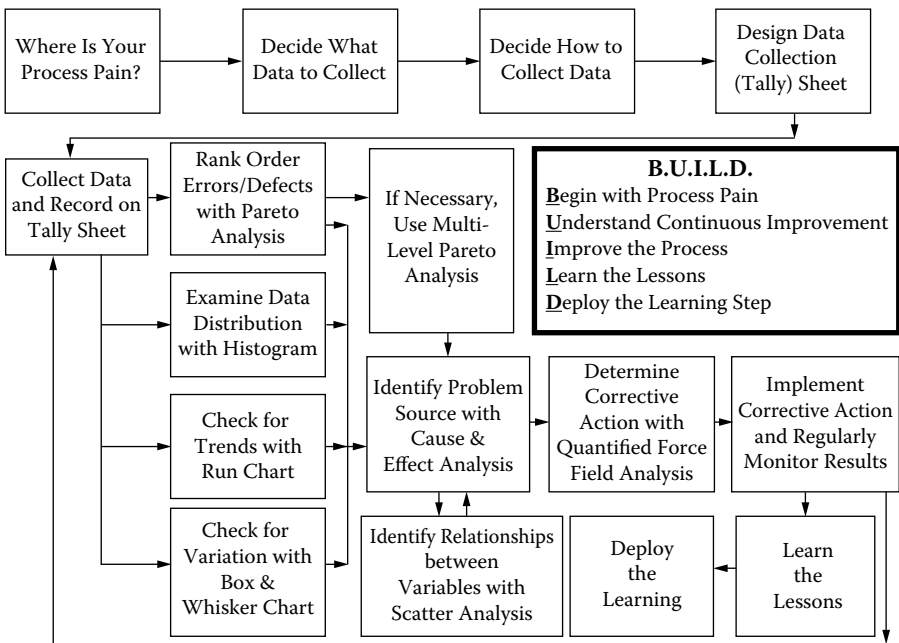 Where Is Your
Process Pain?
Decide What
Data to Collect
Decide How to
Collect Data
Design Data
Collection
(Tally) Sheet
Collect Data
and Record on
Tally Sheet
Rank Order
Errors/Defects
with Pareto
Analysis
If Necessary,
Use Multi-
Level Pareto
Analysis
B.U.I.L.D.
Begin with Process Pain
Understand Continuous Improvement
Improve the Process
Learn the Lessons
Deploy the Learning Step
Examine Data
Distribution
with Histogram
Check for
Trends with
Run Chart
Check for
Variation with
Box &
Whisker Chart
Identify Problem
Source with
Cause &
Effect Analysis
Determine
Corrective
Action with
Quantified Force
Field Analysis
Implement
Corrective Action
and Regularly
Monitor Results
Identify Relationships
between
Variables with
Scatter Analysis
Deploy
the
Learning
Learn
the
Lessons